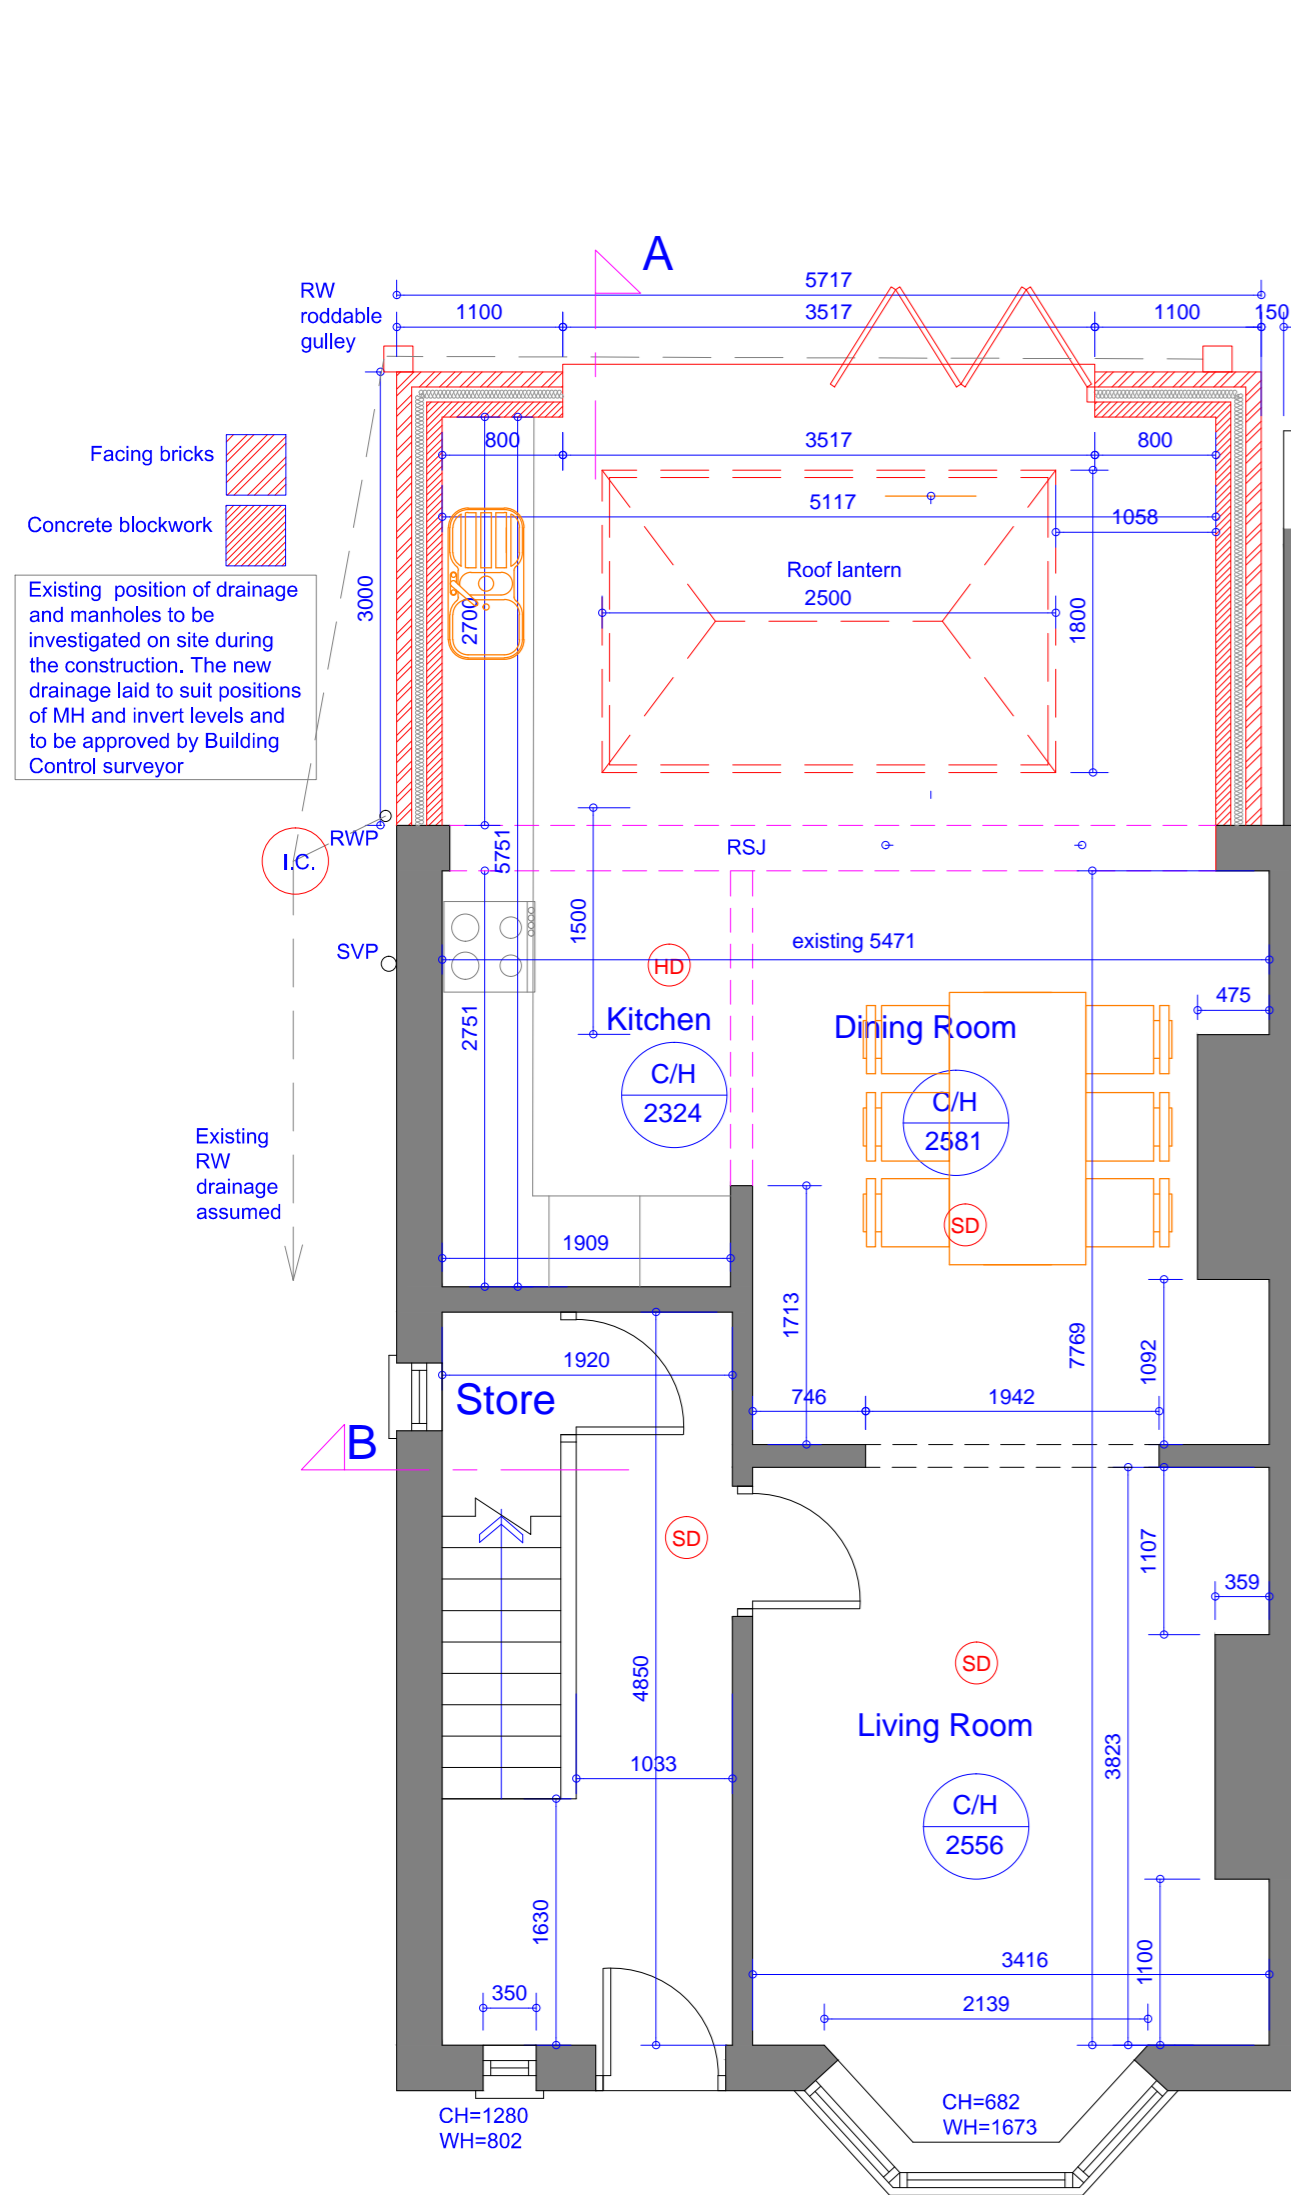 A
5717
RW
roddable
gulley
1100
3517
1100
150
Facing bricks
Concrete blockwork
800
3517
800
5117
1058
Roof lantern
2500
1800
3000
2700
Existing position of drainage
and manholes to be
investigated on site during
the construction. The new
drainage laid to suit positions
of MH and invert levels and
to be approved by Building
Control surveyor
RWP
I.C.
5751
RSJ
1500
existing 5471
SVP
HD
475
2751
Kitchen
Dining Room
C/H
2324
C/H
2581
Existing
RW
drainage
assumed
SD
1909
1713
7769
1092
1920
Store
746
1942
B
SD
1107
359
SD
4850
Living Room
1033
3823
C/H
2556
1630
1100
3416
350
2139
CH=1280
WH=802
CH=682
WH=1673